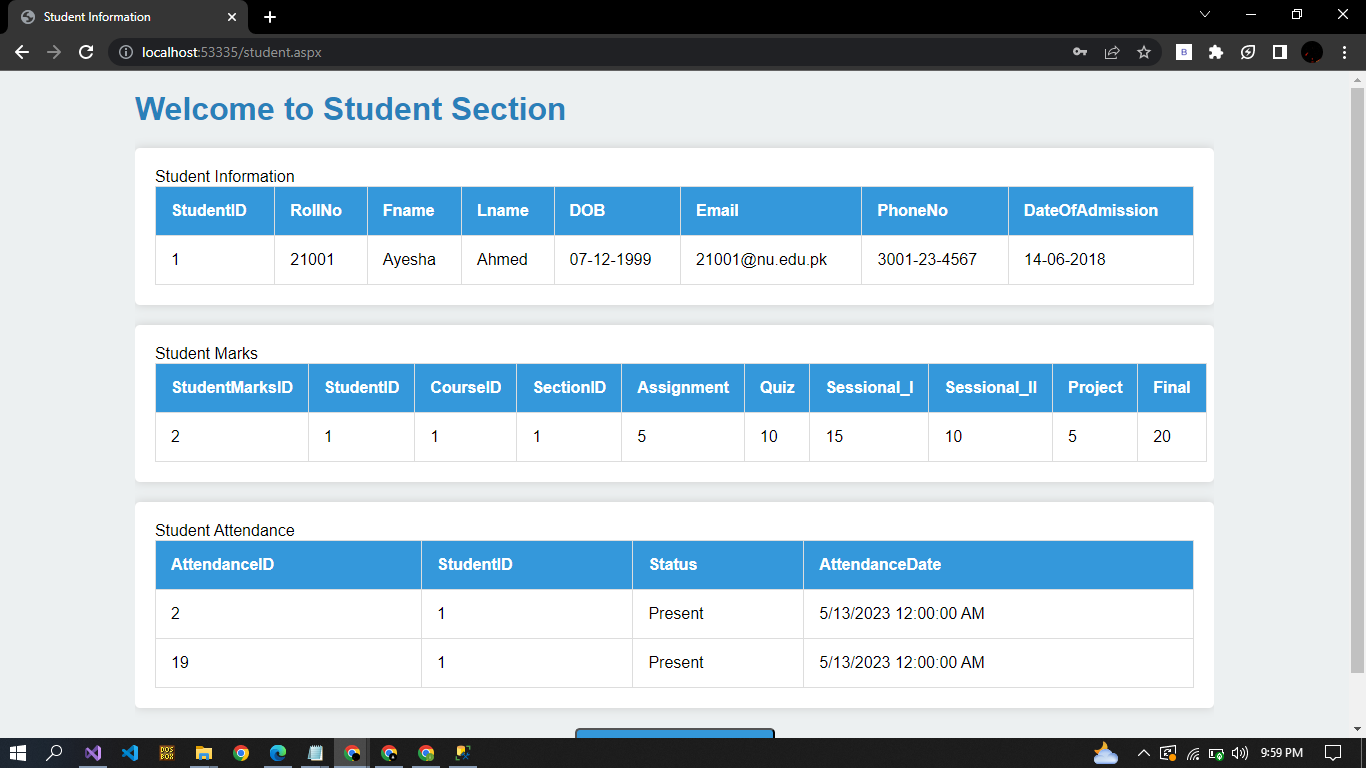 Student Information
localhost:53335/student.aspx
B
Welcome to Student Section
Student Information
StudentID RollNo Fname Lname DOB Email PhoneNo DateOfAdmission
1 21001 Ayesha Ahmed 07-12-1999 21001@nu.edu.pk 3001-23-4567 14-06-2018
Student Marks
StudentMarksID StudentID CourseID SectionID Assignment Quiz Sessional_I Sessional_II Project Final
2 1 1 1 5 10 15 10 5 20
Student Attendance
AttendanceID StudentID Status AttendanceDate
2 1 Present 5/13/2023 12:00:00 AM
19 1 Present 5/13/2023 12:00:00 AM
DOS
BOX
9:59 PM